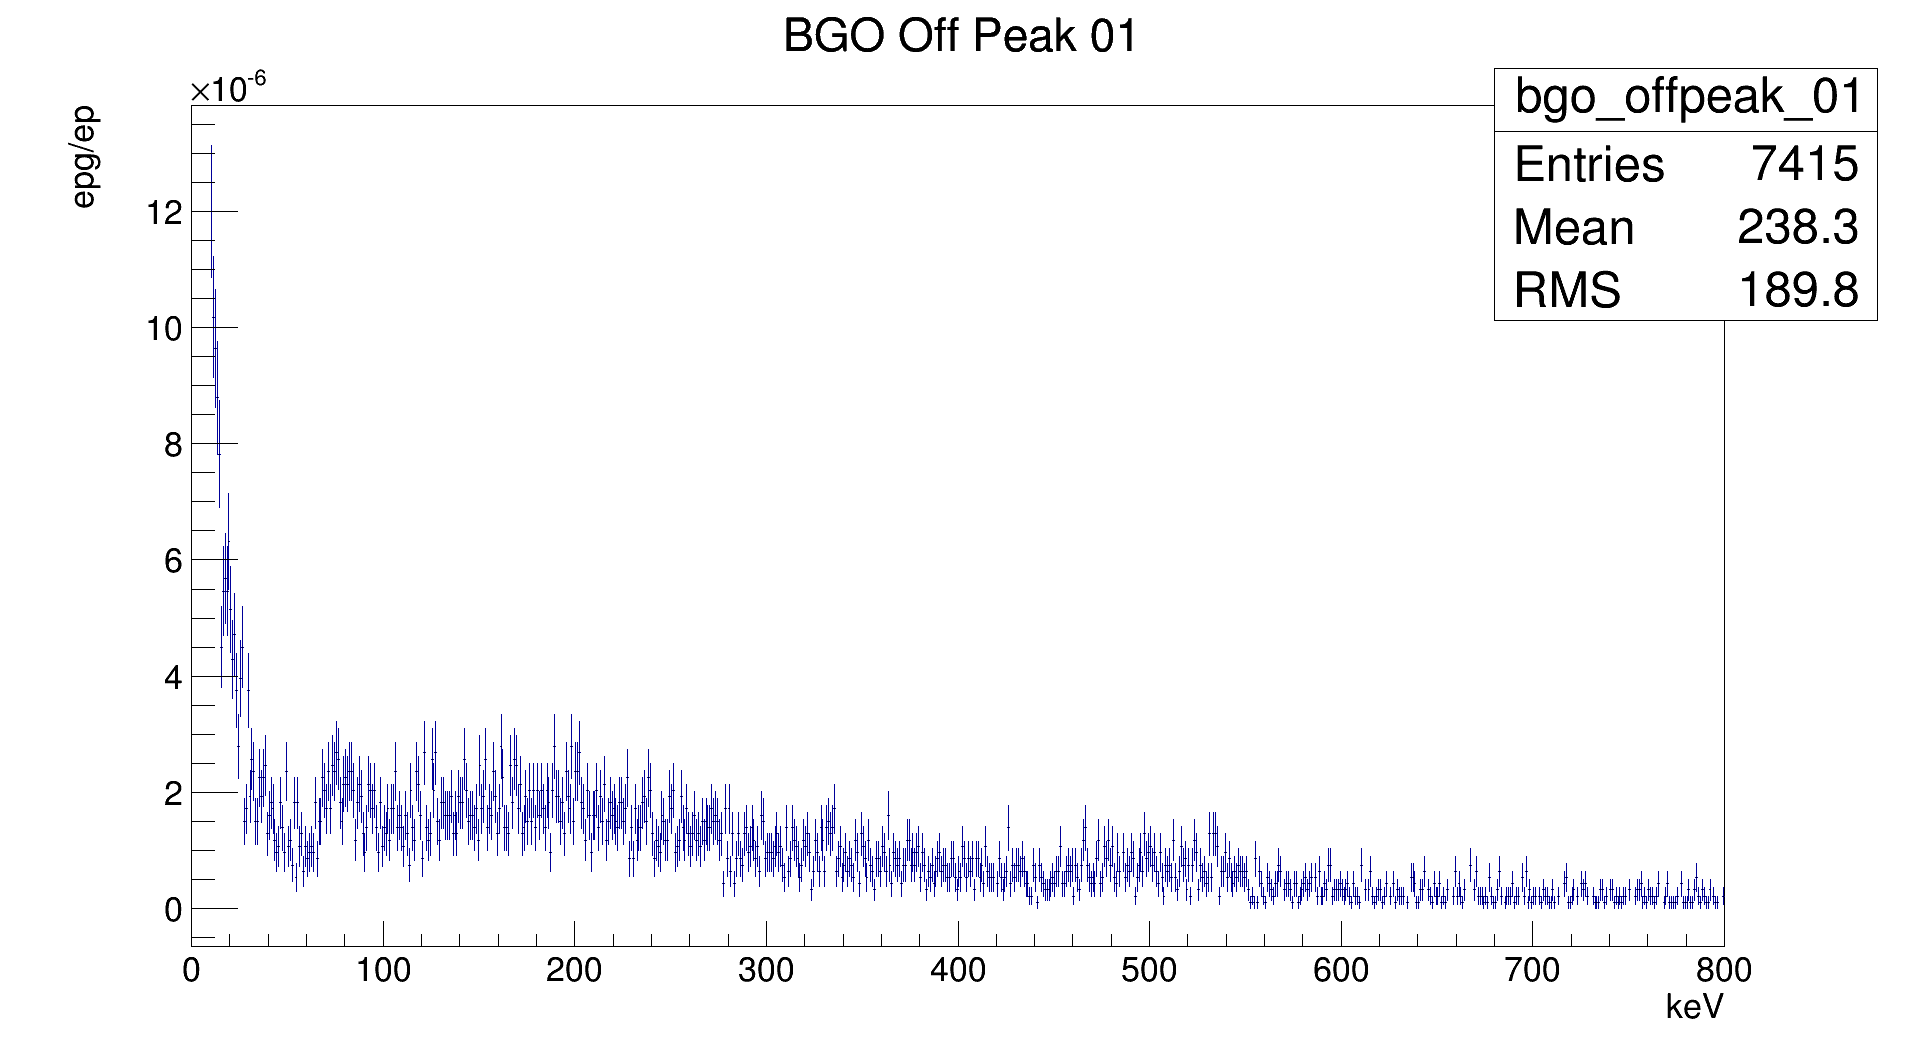 BGO Off Peak 01
×10-6
epg/ep
bgo_offpeak_01
Entries 7415
Mean 238.3
RMS 189.8
12
10
8
6
4
2
0
0 100 200 300 400 500 600 700 800
keV